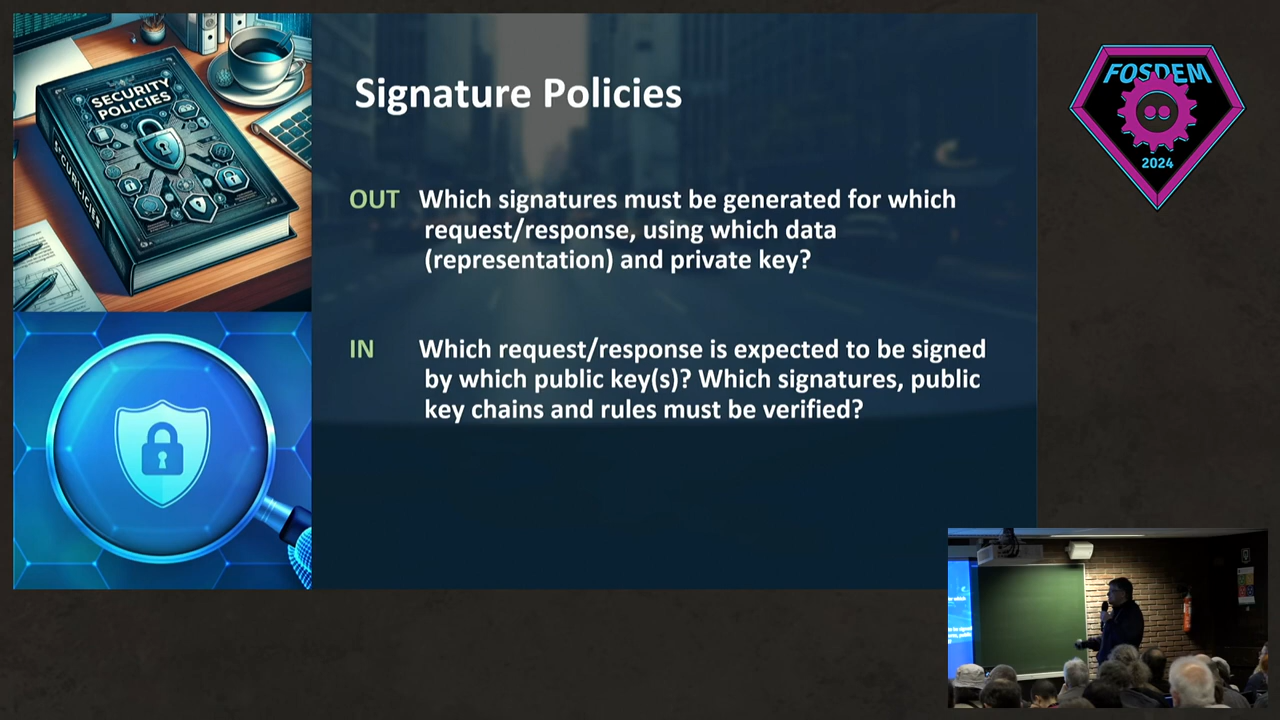 SECURITY
POLICIES
Signature Policies
OUT Which signatures must be generated for which
request/response, using which data
(representation) and private key?
IN Which request/response is expected to be signed
by which public key(s)? Which signatures, public
key chains and rules must be verified?
FOSDEM
2024